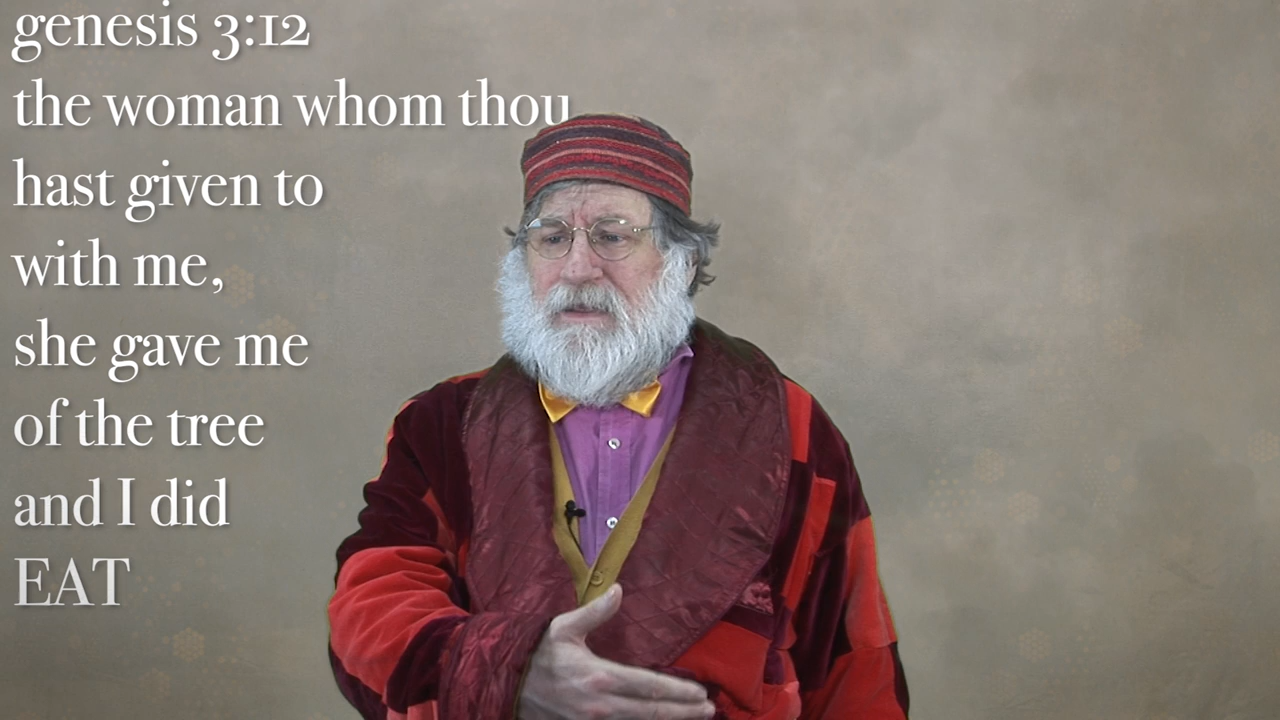 genesis 3:12
the woman whom thou
hast given to
with me,
she gave me
of the tree
and I did
EAT